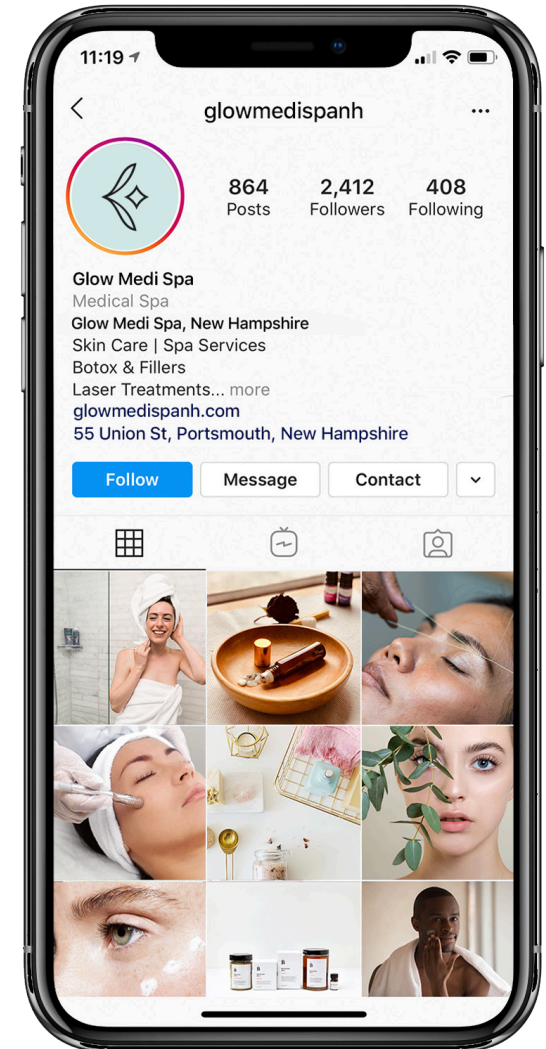 11:19
glowmedispanh
864
2,412
408
Posts
Followers
Following
Glow Medi Spa
Medical Spa
Glow Medi Spa, New Hampshire
Skin Care | Spa Services
Botox & Fillers
Laser Treatments... more
glowmedispanh.com
55 Union St, Portsmouth, New Hampshire
Follow
Message
Contact